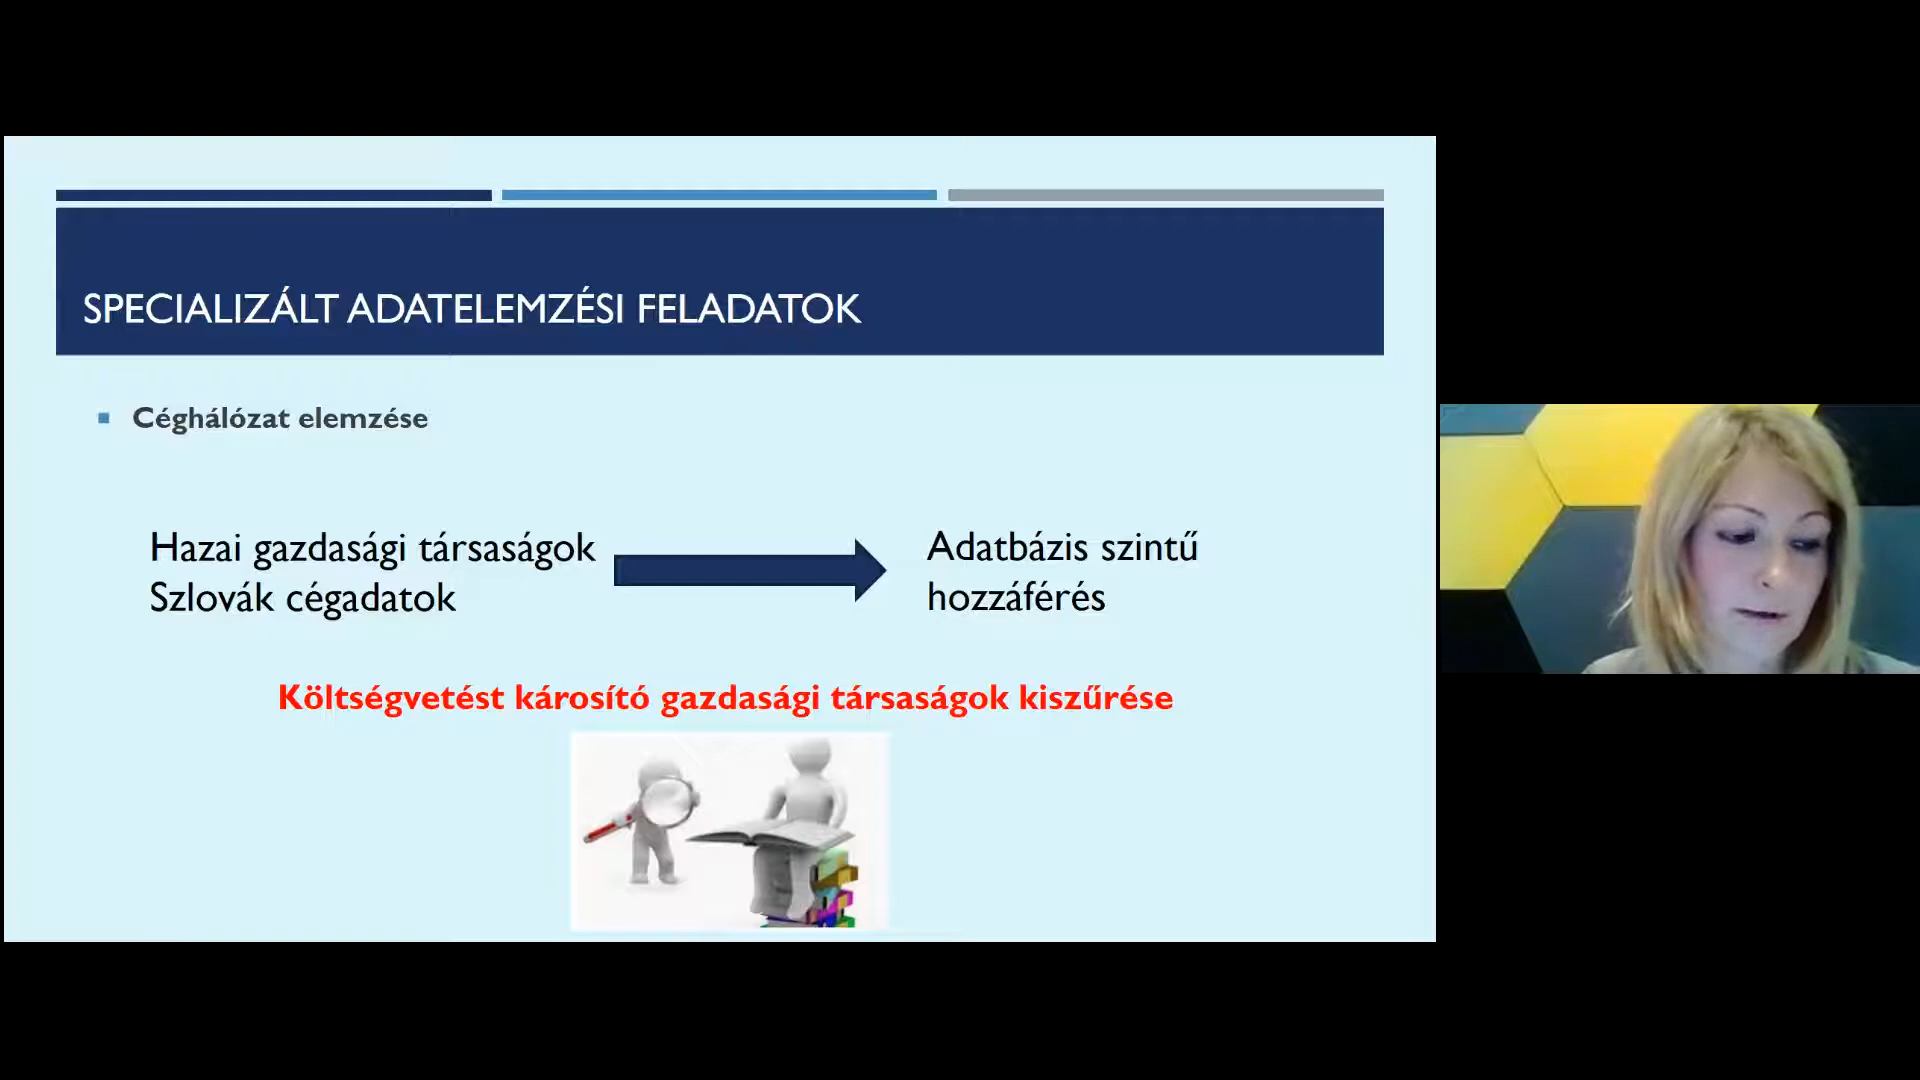 SPECIALIZÁLT ADATELEMZÉSI FELADATOK
Céghálózat elemzése
Hazai gazdasági társaságok
Szlovák cégadatok
Adatbázis szintű
hozzáférés
Költségvetést károsító gazdasági társaságok kiszűrése